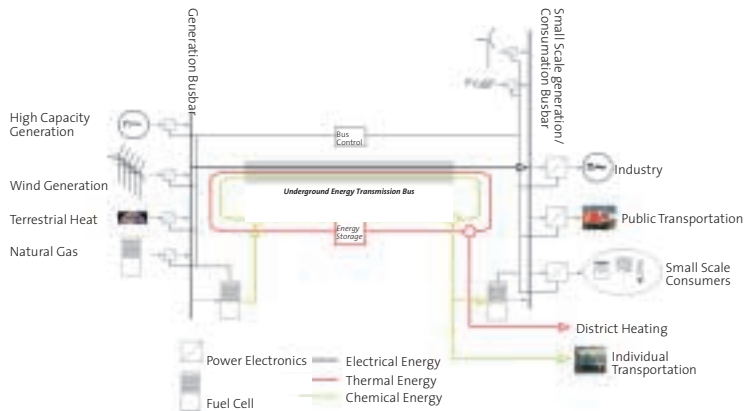 Generation Busbar
Small Scale generation/
Consumation Busbar
High Capacity
Generation
Bus
Control
Wind Generation
Underground Energy Transmission Bus
Industry
Terrestrial Heat
Public Transportation
Energy
Storage
Natural Gas
Small Scale
Consumers
District Heating
Power Electronics
Electrical Energy
Individual
Transportation
Thermal Energy
Fuel Cell
Chemical Energy